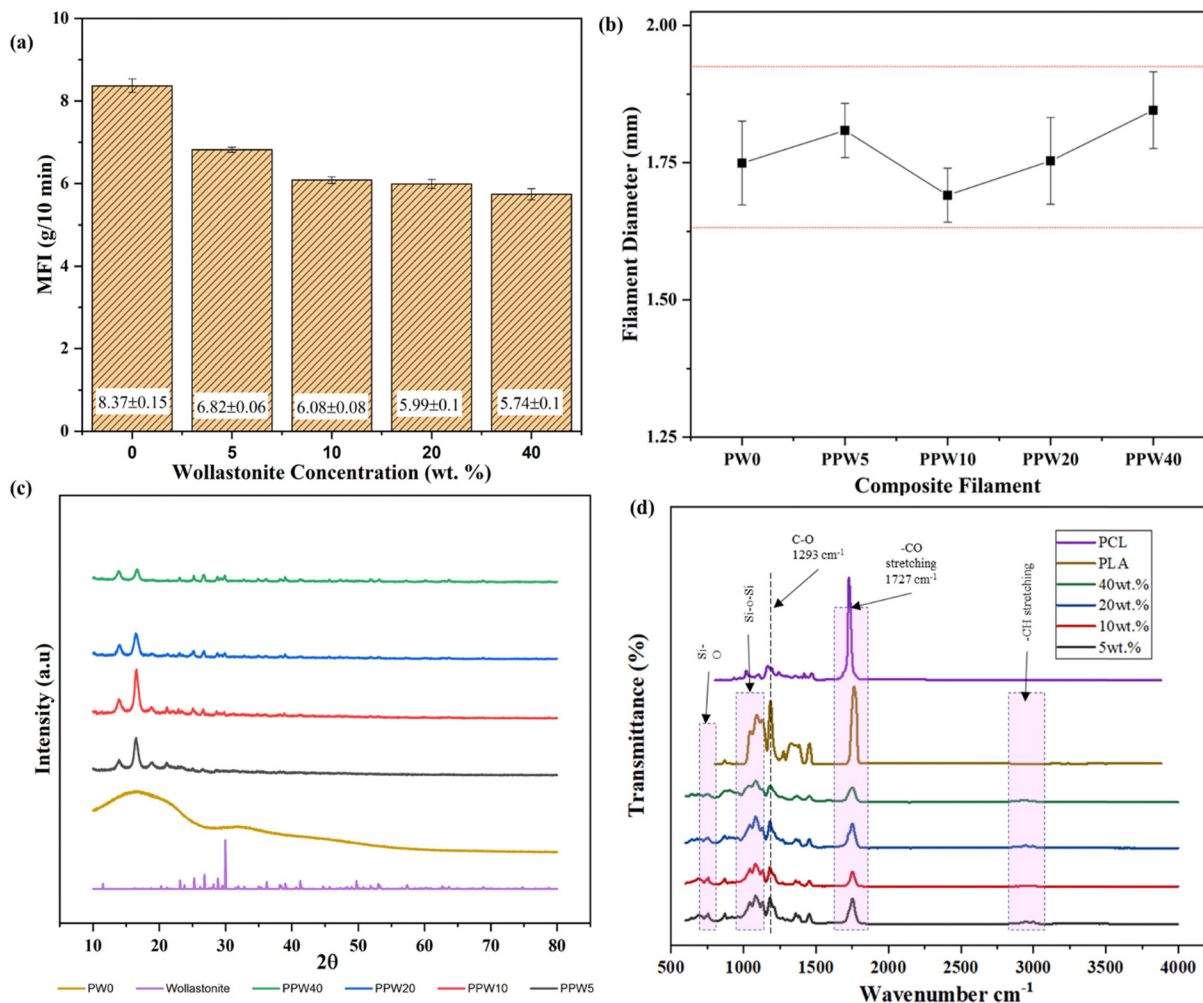 (a)
10
8
6
4
2
0
MFI (g/10 min)
8.37±0.15
6.82±0.06
6.08±0.08
5.99±0.1
5.74±0.1
0 5 10 20 40
Wollastonite Concentration (wt. %)
(b)
2.00
1.75
1.50
1.25
Filament Diameter (mm)
PW0 PPW5 PPW10 PPW20 PPW40
Composite Filament
(c)
Intensity (a.u)
10 20 30 40 50 60 70 80
2θ
PW0 Wollastonite PPW40 PPW20 PPW10 PPW5
(d)
Transmittance (%)
Si-
O
Si-O-Si
C-O
1293 cm-1
-CO
stretching
1727 cm-1
-CH stretching
PCL
PLA
40wt.%
20wt.%
10wt.%
5wt.%
500 1000 1500 2000 2500 3000 3500 4000
Wavenumber cm-1